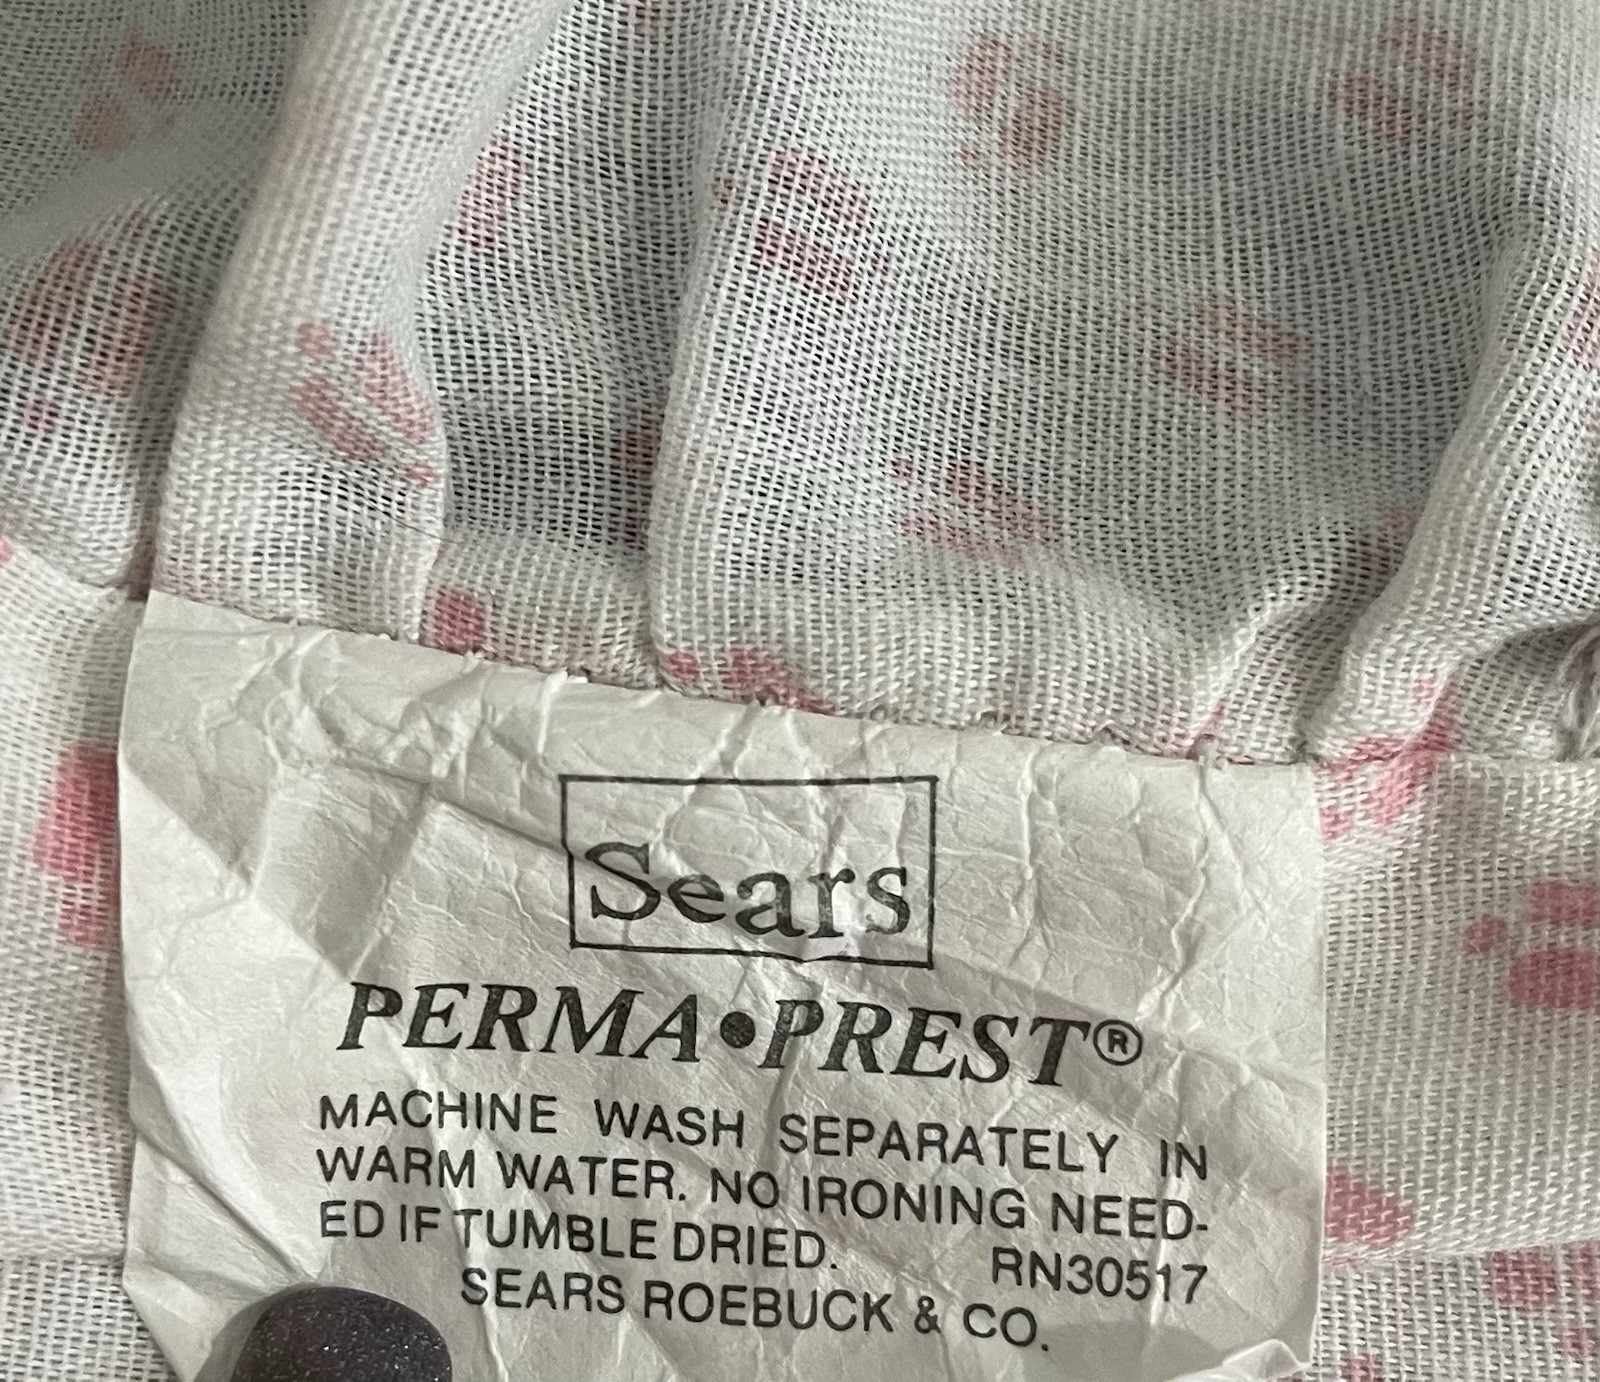 Sears
PERMA•PREST®
MACHINE WASH SEPARATELY IN
WARM WATER. NO IRONING NEED-
ED IF TUMBLE DRIED. RN30517
SEARS ROEBUCK & CO.